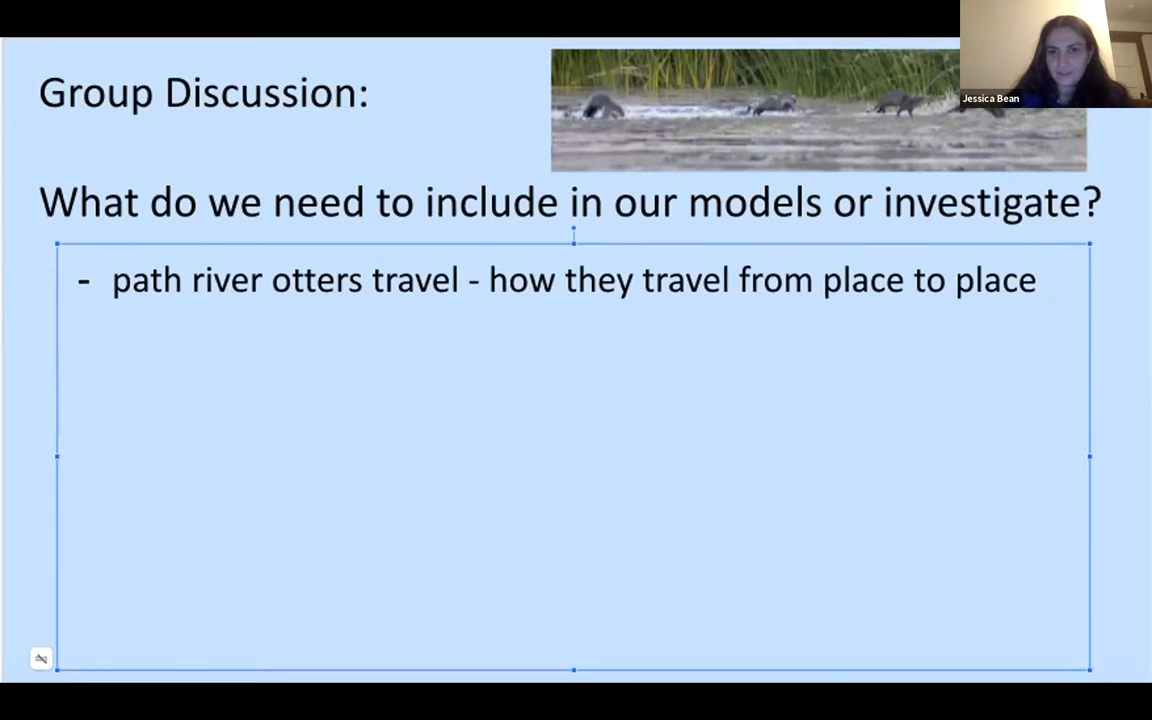 Jessica Bean
Group Discussion:
What do we need to include in our models or investigate?
- path river otters travel - how they travel from place to place